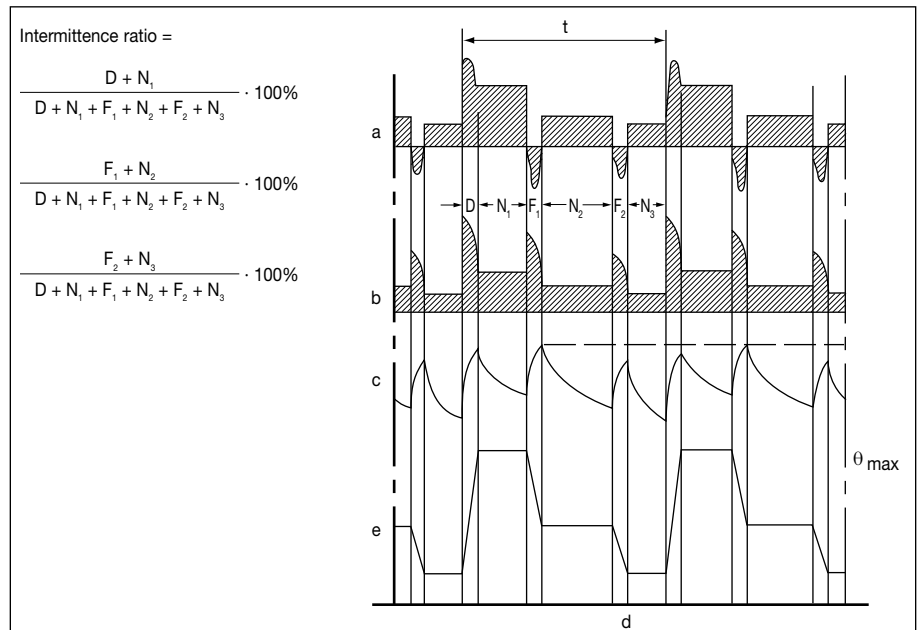 Intermittence ratio =
D + N₁
D + N₁ + F₁ + N₂ + F₂ + N₃ · 100%
F₁ + N₂
D + N₁ + F₁ + N₂ + F₂ + N₃ · 100%
F₂ + N₃
D + N₁ + F₁ + N₂ + F₂ + N₃ · 100%
t
a
D N₁ F₁ N₂ F₂ N₃
b
c
θ max
e
d